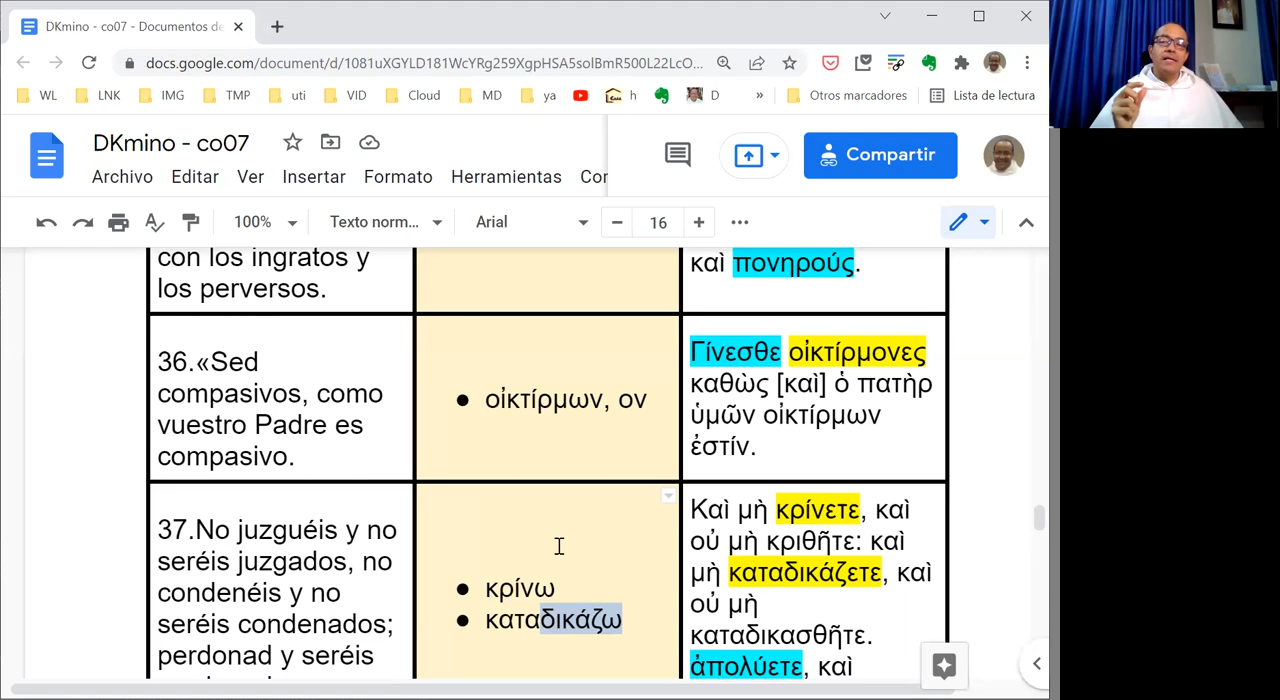 DKmino - co07 - Documentos de
docs.google.com/document/d/1081uXGYLD181WcYRg259XgpHSA5solBmR500L22LcO...
WL LNK IMG TMP uti VID Cloud MD ya h D » Otros marcadores Lista de lectura
DKmino - co07
Compartir
Archivo Editar Ver Insertar Formato Herramientas Cor
100% Texto norm... Arial − 16 +
con los ingratos y
los perversos.
καὶ πονηρούς.
36.«Sed
compasivos, como
vuestro Padre es
compasivo.
● οἰκτίρμων, ον
Γίνεσθε οἰκτίρμονες
καθὼς [καὶ] ὁ πατὴρ
ὑμῶν οἰκτίρμων
ἐστίν.
37.No juzguéis y no
seréis juzgados, no
condenéis y no
seréis condenados;
perdonad y seréis
● κρίνω
● καταδικάζω
Καὶ μὴ κρίνετε, καὶ
οὐ μὴ κριθῆτε: καὶ
μὴ καταδικάζετε, καὶ
οὐ μὴ
καταδικασθῆτε.
ἀπολύετε, καὶ